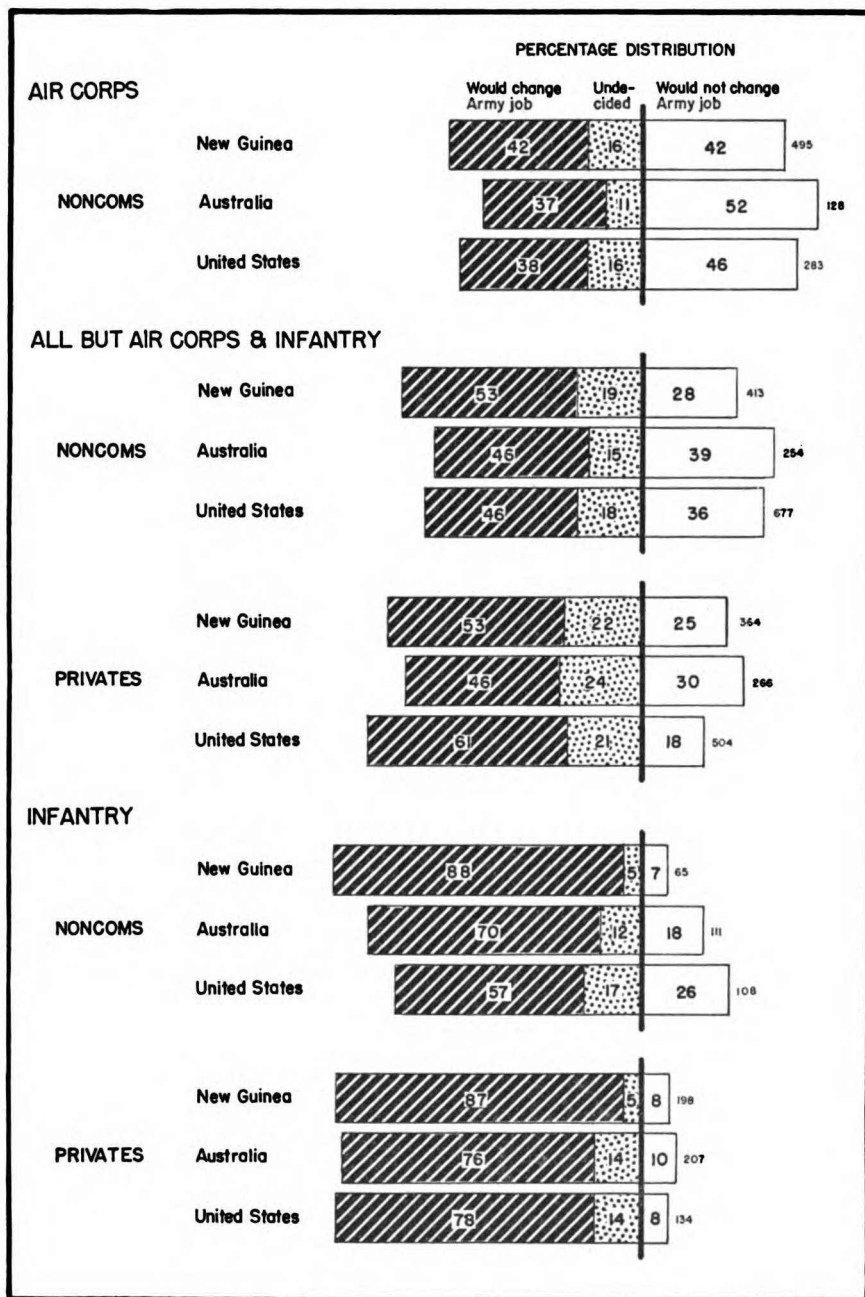 PERCENTAGE DISTRIBUTION
AIR CORPS
Would change Unde- Would not change
Army job cided Army job
New Guinea 42 16 42 495
NONCOMS Australia 37 11 52 128
United States 38 16 46 283
ALL BUT AIR CORPS & INFANTRY
New Guinea 53 19 28 413
NONCOMS Australia 46 15 39 254
United States 46 18 36 677
New Guinea 53 22 25 364
PRIVATES Australia 46 24 30 266
United States 61 21 18 504
INFANTRY
New Guinea 88 5 7 65
NONCOMS Australia 70 12 18 111
United States 57 17 26 108
New Guinea 87 5 8 198
PRIVATES Australia 76 14 10 207
United States 78 14 8 134